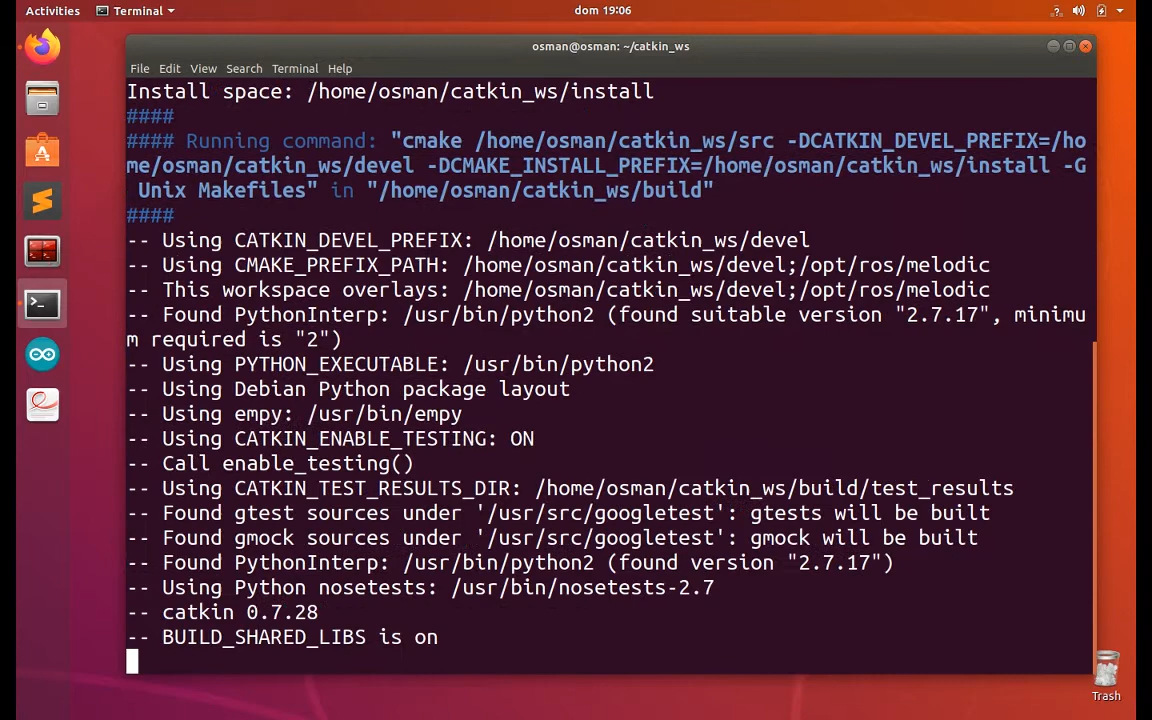 Activities
Terminal
dom 19:06
osman@osman: ~/catkin_ws
File Edit View Search Terminal Help
Install space: /home/osman/catkin_ws/install
####
#### Running command: "cmake /home/osman/catkin_ws/src -DCATKIN_DEVEL_PREFIX=/ho
me/osman/catkin_ws/devel -DCMAKE_INSTALL_PREFIX=/home/osman/catkin_ws/install -G
Unix Makefiles" in "/home/osman/catkin_ws/build"
####
-- Using CATKIN_DEVEL_PREFIX: /home/osman/catkin_ws/devel
-- Using CMAKE_PREFIX_PATH: /home/osman/catkin_ws/devel;/opt/ros/melodic
-- This workspace overlays: /home/osman/catkin_ws/devel;/opt/ros/melodic
-- Found PythonInterp: /usr/bin/python2 (found suitable version "2.7.17", minimu
m required is "2")
-- Using PYTHON_EXECUTABLE: /usr/bin/python2
-- Using Debian Python package layout
-- Using empy: /usr/bin/empy
-- Using CATKIN_ENABLE_TESTING: ON
-- Call enable_testing()
-- Using CATKIN_TEST_RESULTS_DIR: /home/osman/catkin_ws/build/test_results
-- Found gtest sources under '/usr/src/googletest': gtests will be built
-- Found gmock sources under '/usr/src/googletest': gmock will be built
-- Found PythonInterp: /usr/bin/python2 (found version "2.7.17")
-- Using Python nosetests: /usr/bin/nosetests-2.7
-- catkin 0.7.28
-- BUILD_SHARED_LIBS is on
Trash